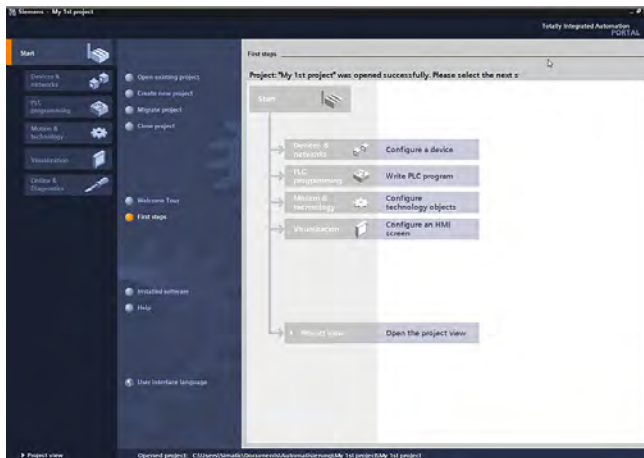 Siemens - My 1st project
Totally Integrated Automation
PORTAL
Start
Devices &
networks
PLC
programming
Motion &
technology
Visualization
Online &
Diagnostics
Open existing project
Create new project
Migrate project
Close project
Welcome Tour
First steps
Installed software
Help
User interface language
First steps
Project: "My 1st project" was opened successfully. Please select the next s
Start
Devices &
networks
Configure a device
PLC
programming
Write PLC program
Motion &
technology
Configure
technology objects
Visualization
Configure an HMI
screen
Project view
Open the project view
Project view
Opened project: C:\Users\Simatic\Documents\Automatisierung\My 1st project\My 1st project